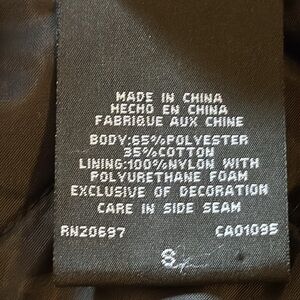 MADE IN CHINA
HECHO EN CHINA
FABRIQUE AUX CHINE
BODY:65%POLYESTER
35%COTTON
LINING:100%NYLON WITH
POLYURETHANE FOAM
EXCLUSIVE OF DECORATION
CARE IN SIDE SEAM
RN20697 CA01095
S